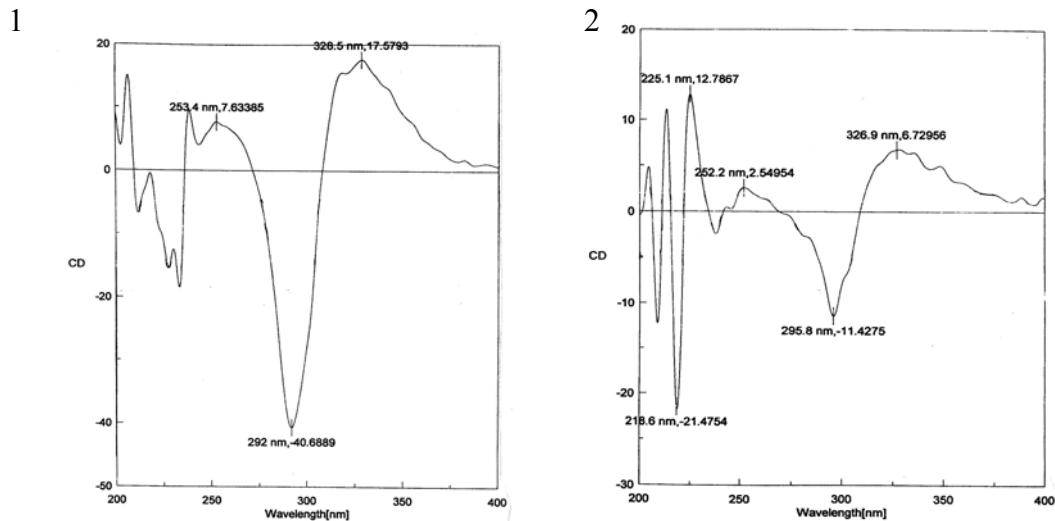 1
20
328.5 nm,17.5793
253.4 nm,7.63385
0
CD
-20
-40
292 nm,-40.6889
-50
200
250
300
350
400
Wavelength[nm]
2
20
225.1 nm,12.7867
10
326.9 nm,6.72956
252.2 nm,2.54954
0
CD
-10
295.8 nm,-11.4275
-20
218.6 nm,-21.4754
-30
200
250
300
350
400
Wavelength[nm]